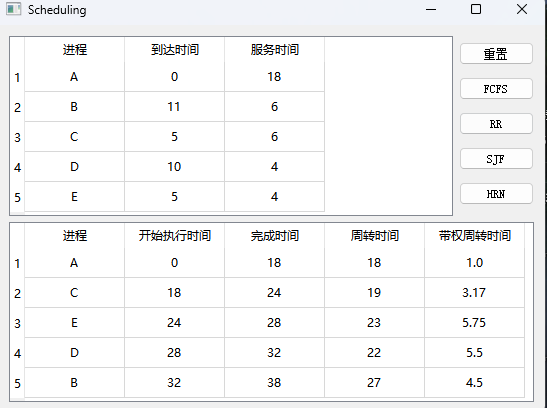 Scheduling
进程 到达时间 服务时间
1 A 0 18
2 B 11 6
3 C 5 6
4 D 10 4
5 E 5 4
重置
FCFS
RR
SJF
HRN
进程 开始执行时间 完成时间 周转时间 带权周转时间
1 A 0 18 18 1.0
2 C 18 24 19 3.17
3 E 24 28 23 5.75
4 D 28 32 22 5.5
5 B 32 38 27 4.5